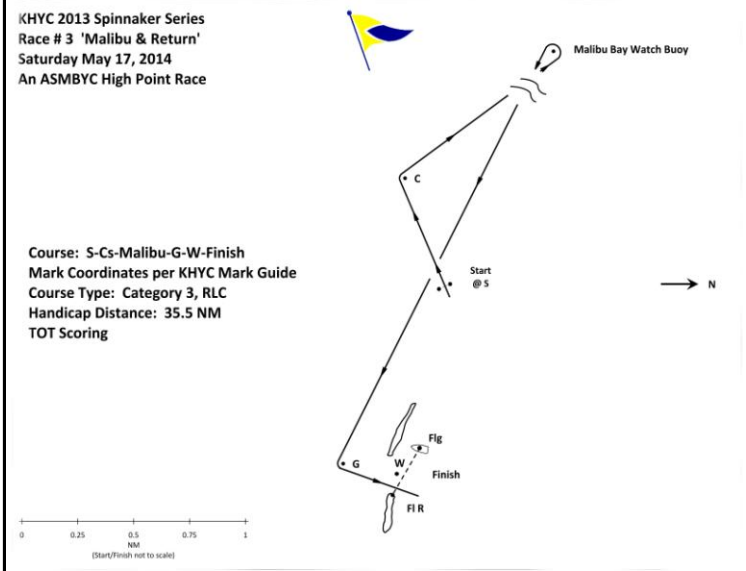 KHYC 2013 Spinnaker Series
Race # 3 'Malibu & Return'
Saturday May 17, 2014
An ASMBYC High Point Race
Malibu Bay Watch Buoy
C
Start
@ S
N
Course: S-Cs-Malibu-G-W-Finish
Mark Coordinates per KHYC Mark Guide
Course Type: Category 3, RLC
Handicap Distance: 35.5 NM
TOT Scoring
Flg
G
W
Finish
Fl R
0 0.25 0.5 0.75 1
NM
(Start/Finish not to scale)